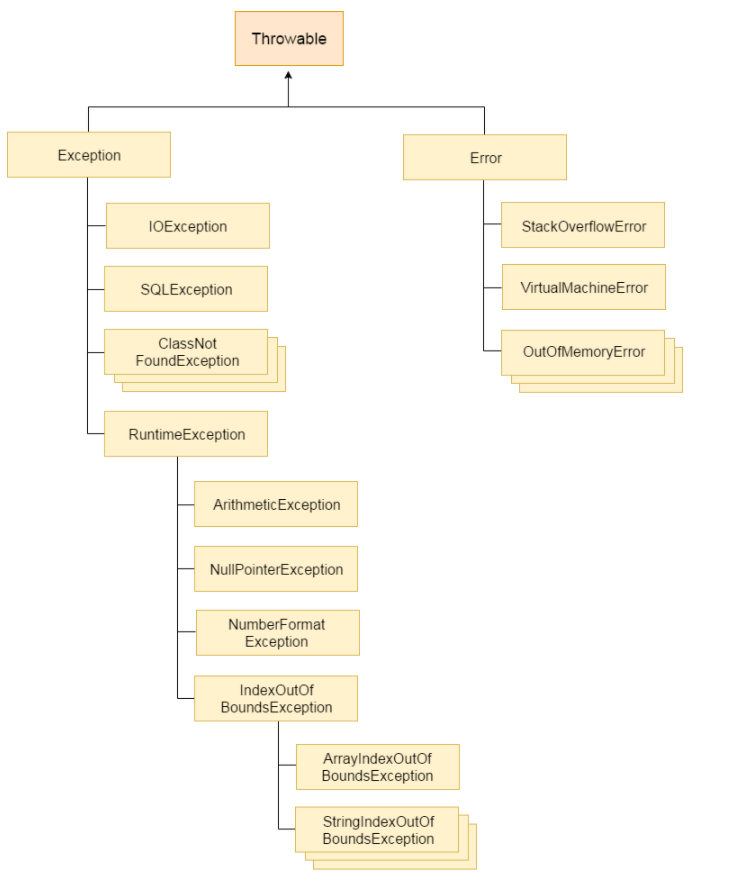 Throwable
Exception
Error
IOException
StackOverflowError
SQLException
VirtualMachineError
ClassNot
FoundException
OutOfMemoryError
RuntimeException
ArithmeticException
NullPointerException
NumberFormat
Exception
IndexOutOf
BoundsException
ArrayIndexOutOf
BoundsException
StringIndexOutOf
BoundsException